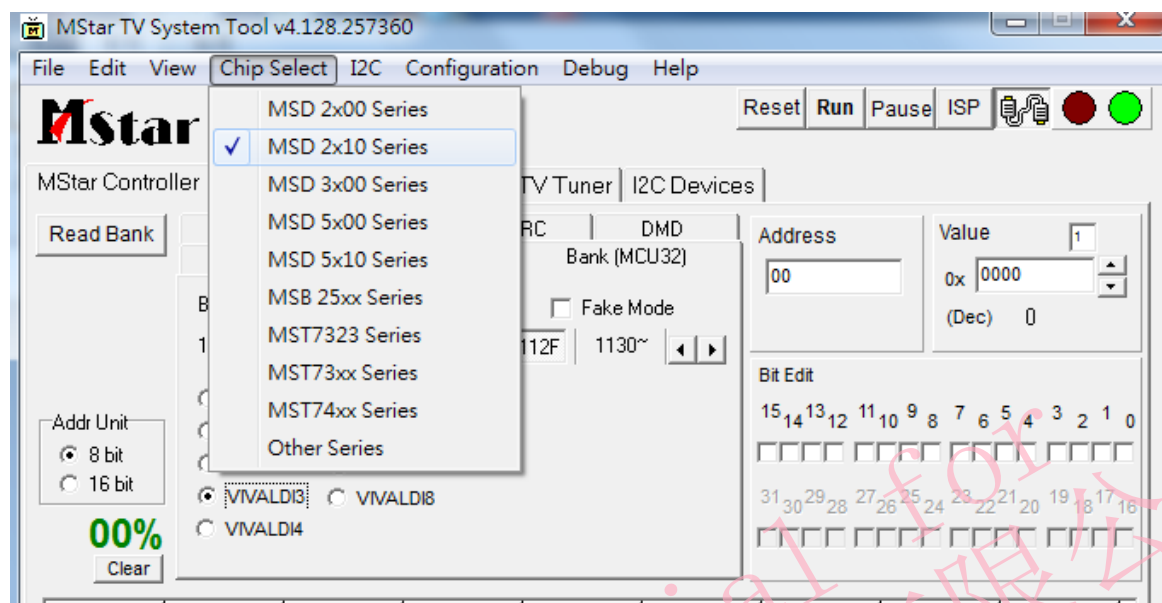 MStar TV System Tool v4.128.257360
File Edit View Chip Select I2C Configuration Debug Help
MStar
Reset Run Pause ISP
MSD 2x00 Series
✓ MSD 2x10 Series
MSD 3x00 Series
MSD 5x00 Series
MSD 5x10 Series
MSB 25xx Series
MST7323 Series
MST73xx Series
MST74xx Series
Other Series
MStar Controller TV Tuner I2C Devices
Read Bank
RC DMD
Bank (MCU32)
Fake Mode
112F 1130~
Address
00
Value 1
0x 0000
(Dec) 0
Bit Edit
15 14 13 12 11 10 9 8 7 6 5 4 3 2 1 0
31 30 29 28 27 26 25 24 23 22 21 20 19 18 17 16
Addr Unit
8 bit
16 bit
00%
Clear
VIVALDI3 VIVALDI8
VIVALDI4
ial for
限公